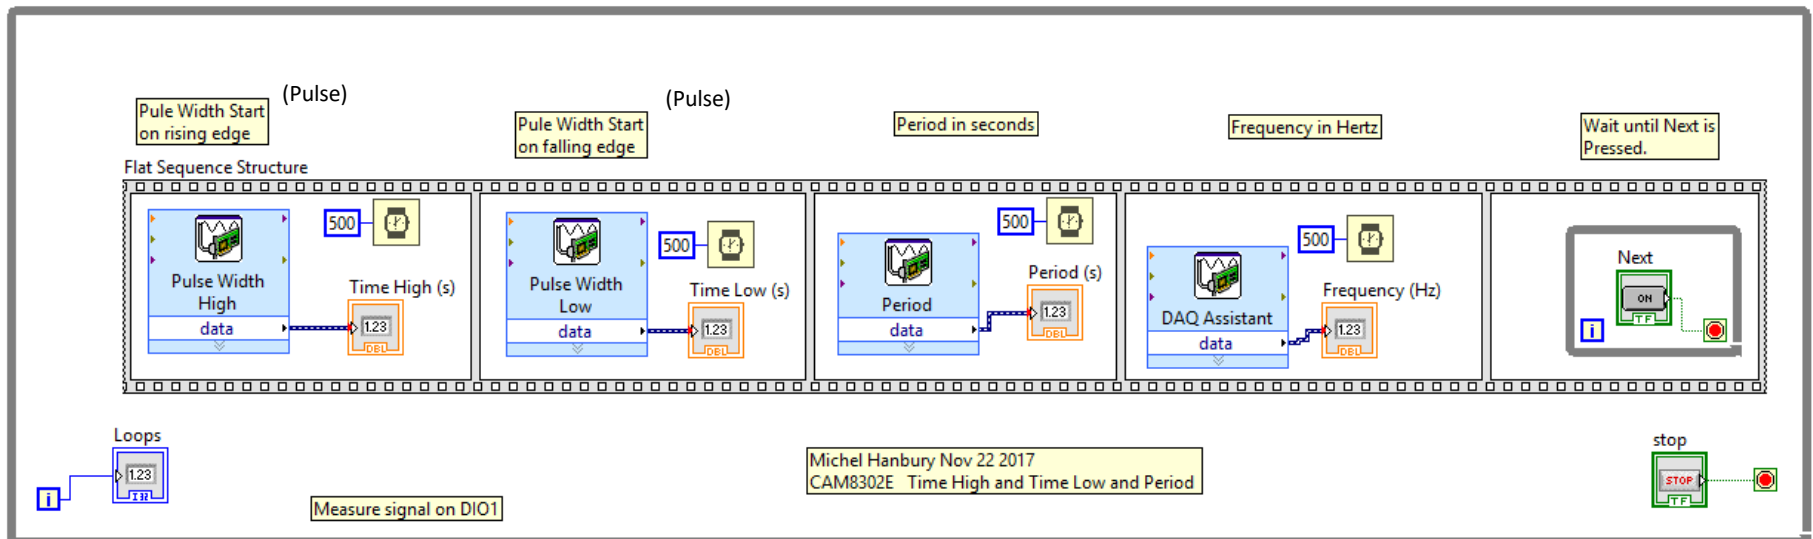 Pule Width Start
on rising edge
(Pulse)
Pule Width Start
on falling edge
(Pulse)
Period in seconds
Frequency in Hertz
Wait until Next is
Pressed.
Flat Sequence Structure
500
Pulse Width
High
data
Time High (s)
1.23
DBL
500
Pulse Width
Low
data
Time Low (s)
1.23
DBL
500
Period
data
Period (s)
1.23
DBL
500
DAQ Assistant
data
Frequency (Hz)
1.23
DBL
Next
ON
TF
i
Loops
1.23
I32
i
Measure signal on DIO1
Michel Hanbury Nov 22 2017
CAM8302E Time High and Time Low and Period
stop
STOP
TF